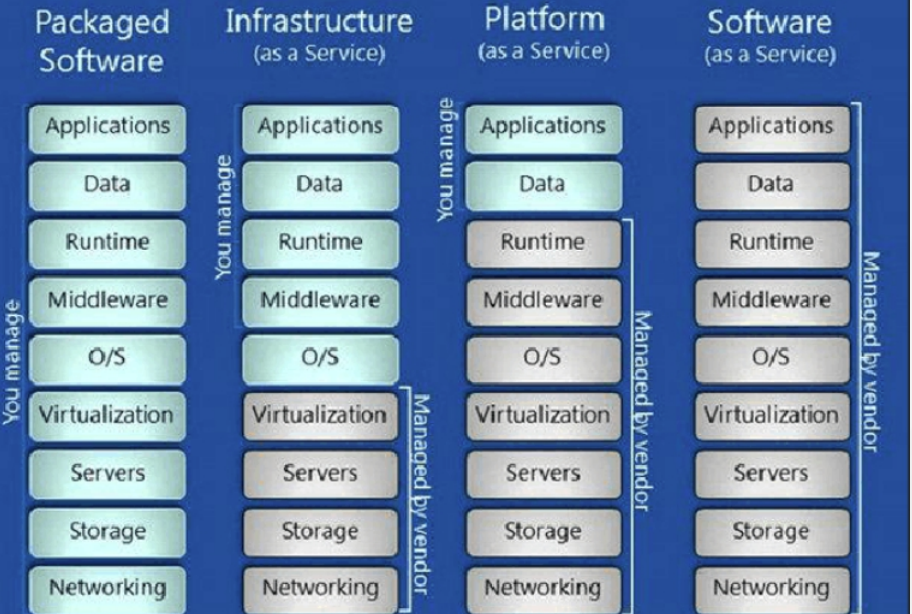 Packaged
Software
You manage
Applications
Data
Runtime
Middleware
O/S
Virtualization
Servers
Storage
Networking
Infrastructure
(as a Service)
You manage
Applications
Data
Runtime
Middleware
O/S
Virtualization
Servers
Storage
Networking
Managed by vendor
Platform
(as a Service)
You manage
Applications
Data
Runtime
Middleware
O/S
Virtualization
Servers
Storage
Networking
Managed by vendor
Software
(as a Service)
Applications
Data
Runtime
Middleware
O/S
Virtualization
Servers
Storage
Networking
Managed by vendor